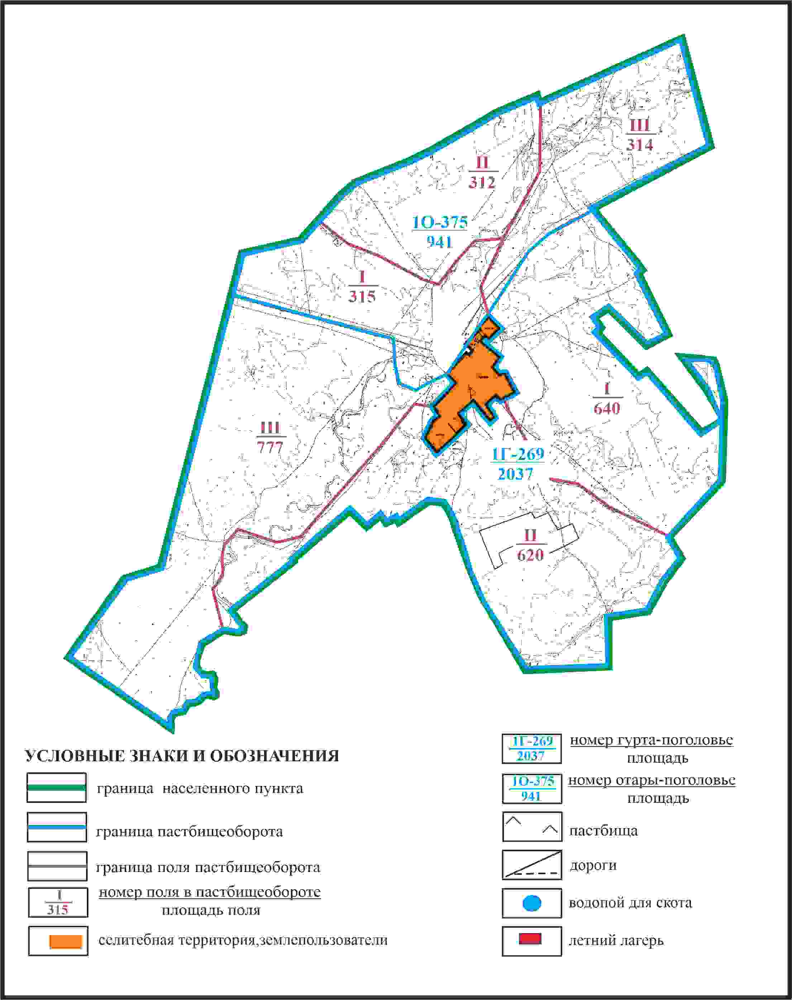 III
314
II
312
1О-375
941
I
315
I
640
III
777
1Г-269
2037
II
620
УСЛОВНЫЕ ЗНАКИ И ОБОЗНАЧЕНИЯ
граница населенного пункта
граница пастбищеоборота
граница поля пастбищеоборота
I
315
номер поля в пастбищеобороте
площадь поля
селитебная территория,землепользователи
1Г-269
2037
номер гурта-поголовье
площадь
1О-375
941
номер отары-поголовье
площадь
пастбища
дороги
водопой для скота
летний лагерь